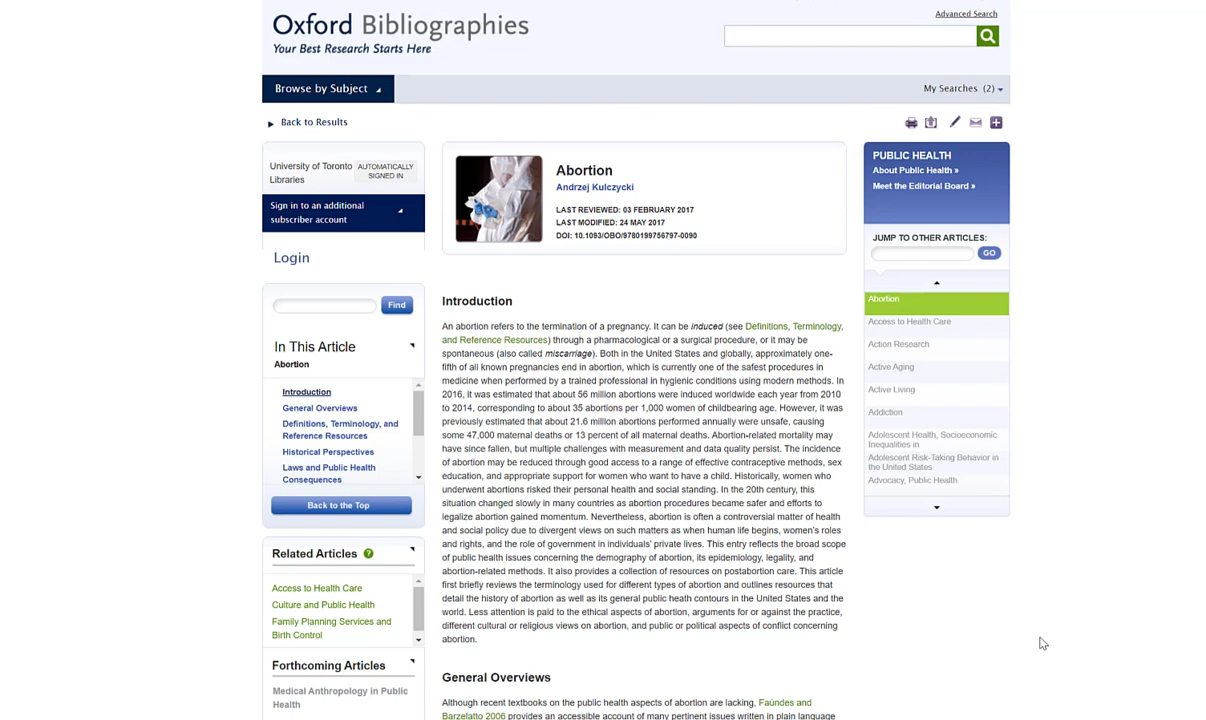 Oxford Bibliographies
Your Best Research Starts Here
Advanced Search
Browse by Subject
My Searches (2)
Back to Results
University of Toronto
Libraries
AUTOMATICALLY
SIGNED IN
Sign in to an additional
subscriber account
Login
Find
In This Article
Abortion
Introduction
General Overviews
Definitions, Terminology, and
Reference Resources
Historical Perspectives
Laws and Public Health
Consequences
Back to the Top
Related Articles ?
Access to Health Care
Culture and Public Health
Family Planning Services and
Birth Control
Forthcoming Articles
Medical Anthropology in Public
Health
Abortion
Andrzej Kulczycki
LAST REVIEWED: 03 FEBRUARY 2017
LAST MODIFIED: 24 MAY 2017
DOI: 10.1093/OBO/9780199756797-0090
Introduction
An abortion refers to the termination of a pregnancy. It can be induced (see Definitions, Terminology,
and Reference Resources) through a pharmacological or a surgical procedure, or it may be
spontaneous (also called miscarriage). Both in the United States and globally, approximately one-
fifth of all known pregnancies end in abortion, which is currently one of the safest procedures in
medicine when performed by a trained professional in hygienic conditions using modern methods. In
2016, it was estimated that about 56 million abortions were induced worldwide each year from 2010
to 2014, corresponding to about 35 abortions per 1,000 women of childbearing age. However, it was
previously estimated that about 21.6 million abortions performed annually were unsafe, causing
some 47,000 maternal deaths or 13 percent of all maternal deaths. Abortion-related mortality may
have since fallen, but multiple challenges with measurement and data quality persist. The incidence
of abortion may be reduced through good access to a range of effective contraceptive methods, sex
education, and appropriate support for women who want to have a child. Historically, women who
underwent abortions risked their personal health and social standing. In the 20th century, this
situation changed slowly in many countries as abortion procedures became safer and efforts to
legalize abortion gained momentum. Nevertheless, abortion is often a controversial matter of health
and social policy due to divergent views on such matters as when human life begins, women's roles
and rights, and the role of government in individuals' private lives. This entry reflects the broad scope
of public health issues concerning the demography of abortion, its epidemiology, legality, and
abortion-related methods. It also provides a collection of resources on postabortion care. This article
first briefly reviews the terminology used for different types of abortion and outlines resources that
detail the history of abortion as well as its general public heath contours in the United States and the
world. Less attention is paid to the ethical aspects of abortion, arguments for or against the practice,
different cultural or religious views on abortion, and public or political aspects of conflict concerning
abortion.
General Overviews
Although recent textbooks on the public health aspects of abortion are lacking, Faúndes and
Barzelatto 2006 provides an accessible account of many pertinent issues written in plain language
PUBLIC HEALTH
About Public Health »
Meet the Editorial Board »
JUMP TO OTHER ARTICLES:
GO
Abortion
Access to Health Care
Action Research
Active Aging
Active Living
Addiction
Adolescent Health, Socioeconomic
Inequalities in
Adolescent Risk-Taking Behavior in
the United States
Advocacy, Public Health